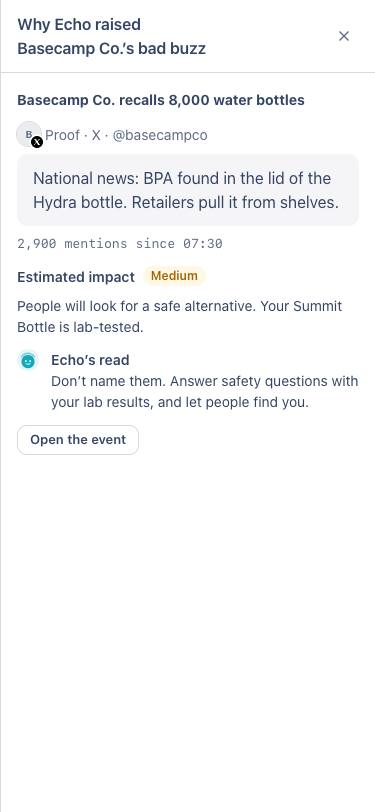 Why Echo raised
Basecamp Co.’s bad buzz
Basecamp Co. recalls 8,000 water bottles
B
Proof · X · @basecampco
National news: BPA found in the lid of the
Hydra bottle. Retailers pull it from shelves.
2,900 mentions since 07:30
Estimated impact Medium
People will look for a safe alternative. Your Summit
Bottle is lab-tested.
Echo’s read
Don’t name them. Answer safety questions with
your lab results, and let people find you.
Open the event